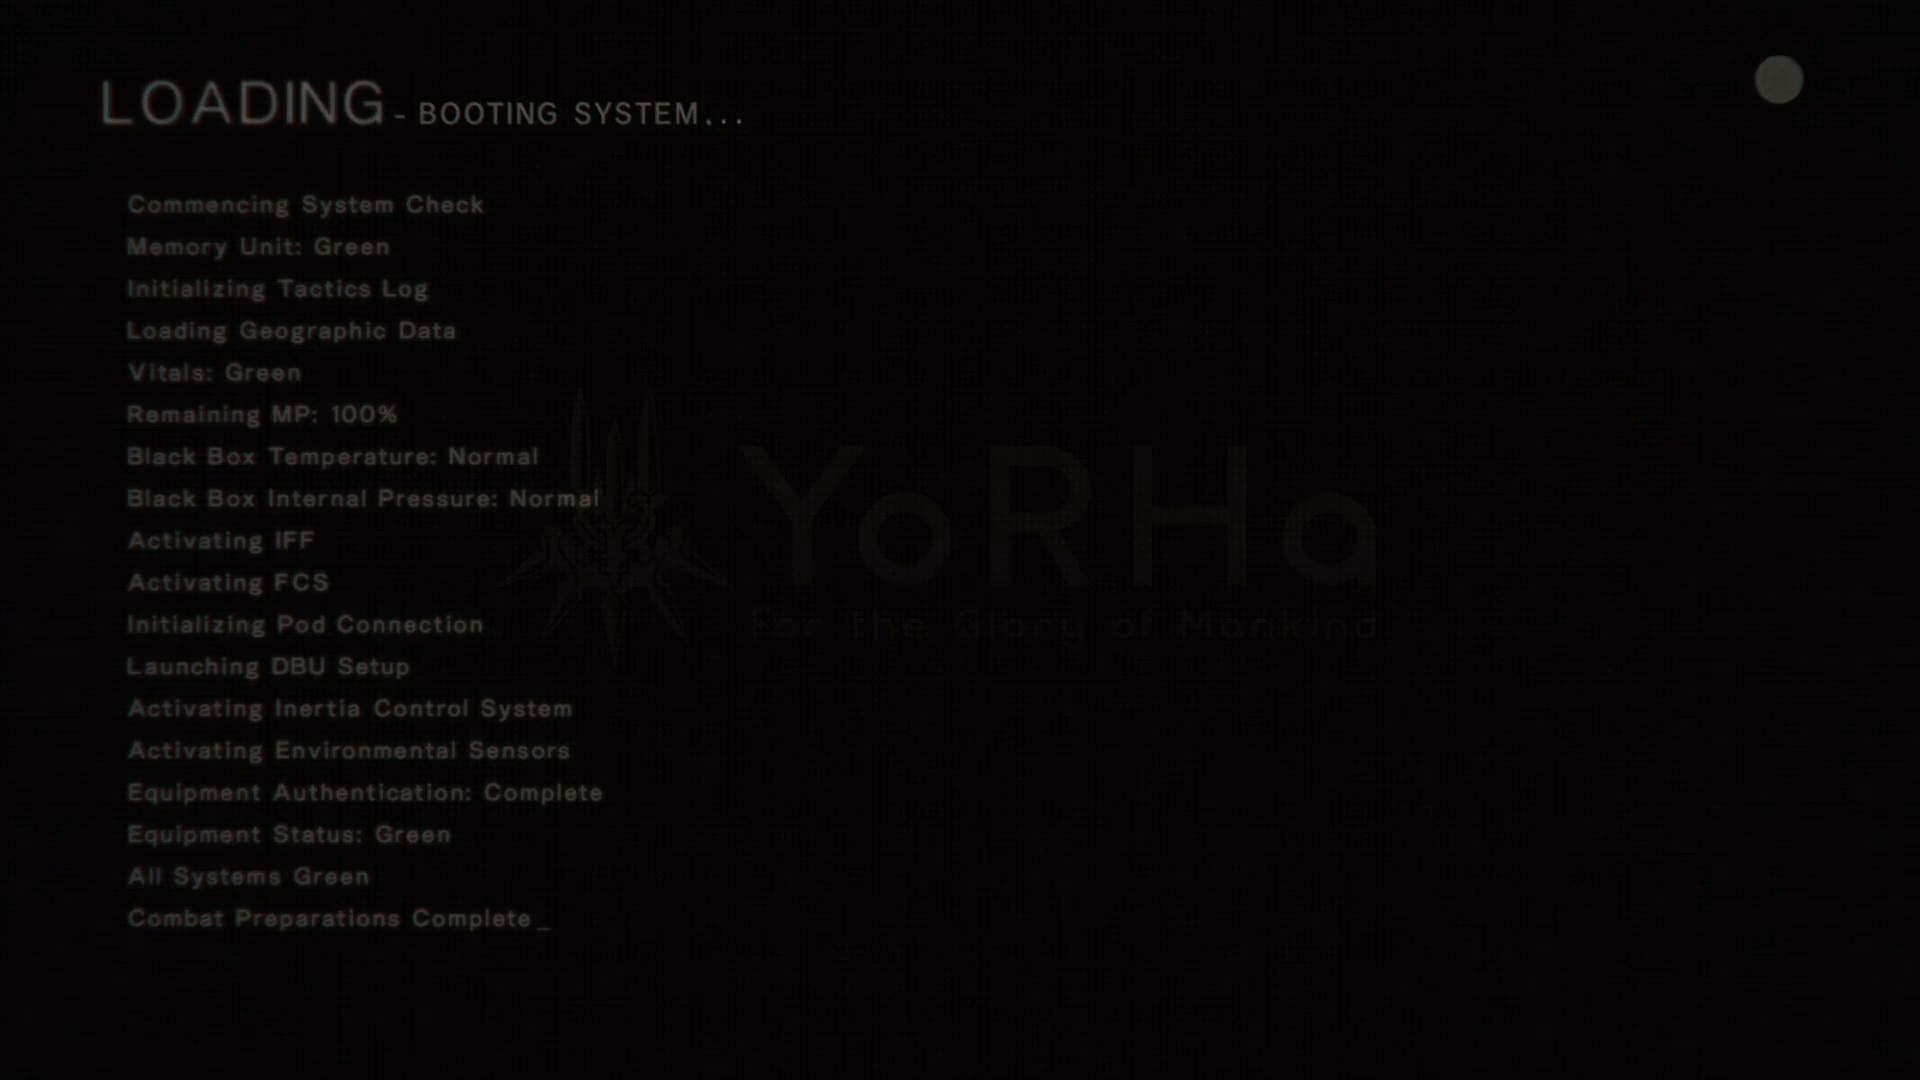 LOADING - BOOTING SYSTEM...
Commencing System Check
Memory Unit: Green
Initializing Tactics Log
Loading Geographic Data
Vitals: Green
Remaining MP: 100%
Black Box Temperature: Normal
Black Box Internal Pressure: Normal
Activating IFF
Activating FCS
Initializing Pod Connection
Launching DBU Setup
Activating Inertia Control System
Activating Environmental Sensors
Equipment Authentication: Complete
Equipment Status: Green
All Systems Green
Combat Preparations Complete_
YoRHa
For the Glory of Mankind